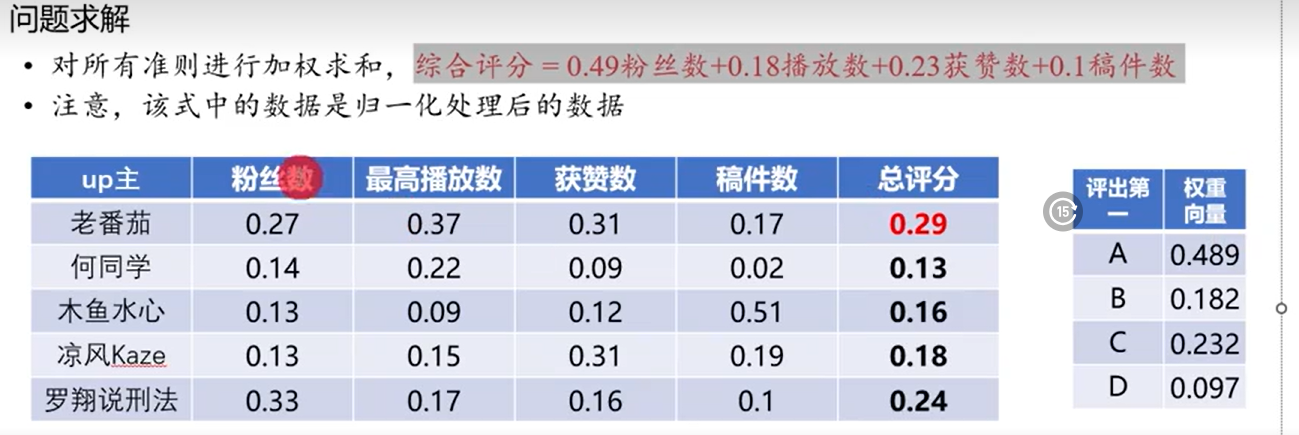 问题求解
• 对所有准则进行加权求和，综合评分 = 0.49粉丝数+0.18播放数+0.23获赞数+0.1稿件数
• 注意，该式中的数据是归一化处理后的数据
up主 粉丝数 最高播放数 获赞数 稿件数 总评分
老番茄 0.27 0.37 0.31 0.17 0.29
何同学 0.14 0.22 0.09 0.02 0.13
木鱼水心 0.13 0.09 0.12 0.51 0.16
凉风Kaze 0.13 0.15 0.31 0.19 0.18
罗翔说刑法 0.33 0.17 0.16 0.1 0.24
15
评出第一 权重向量
A 0.489
B 0.182
C 0.232
D 0.097